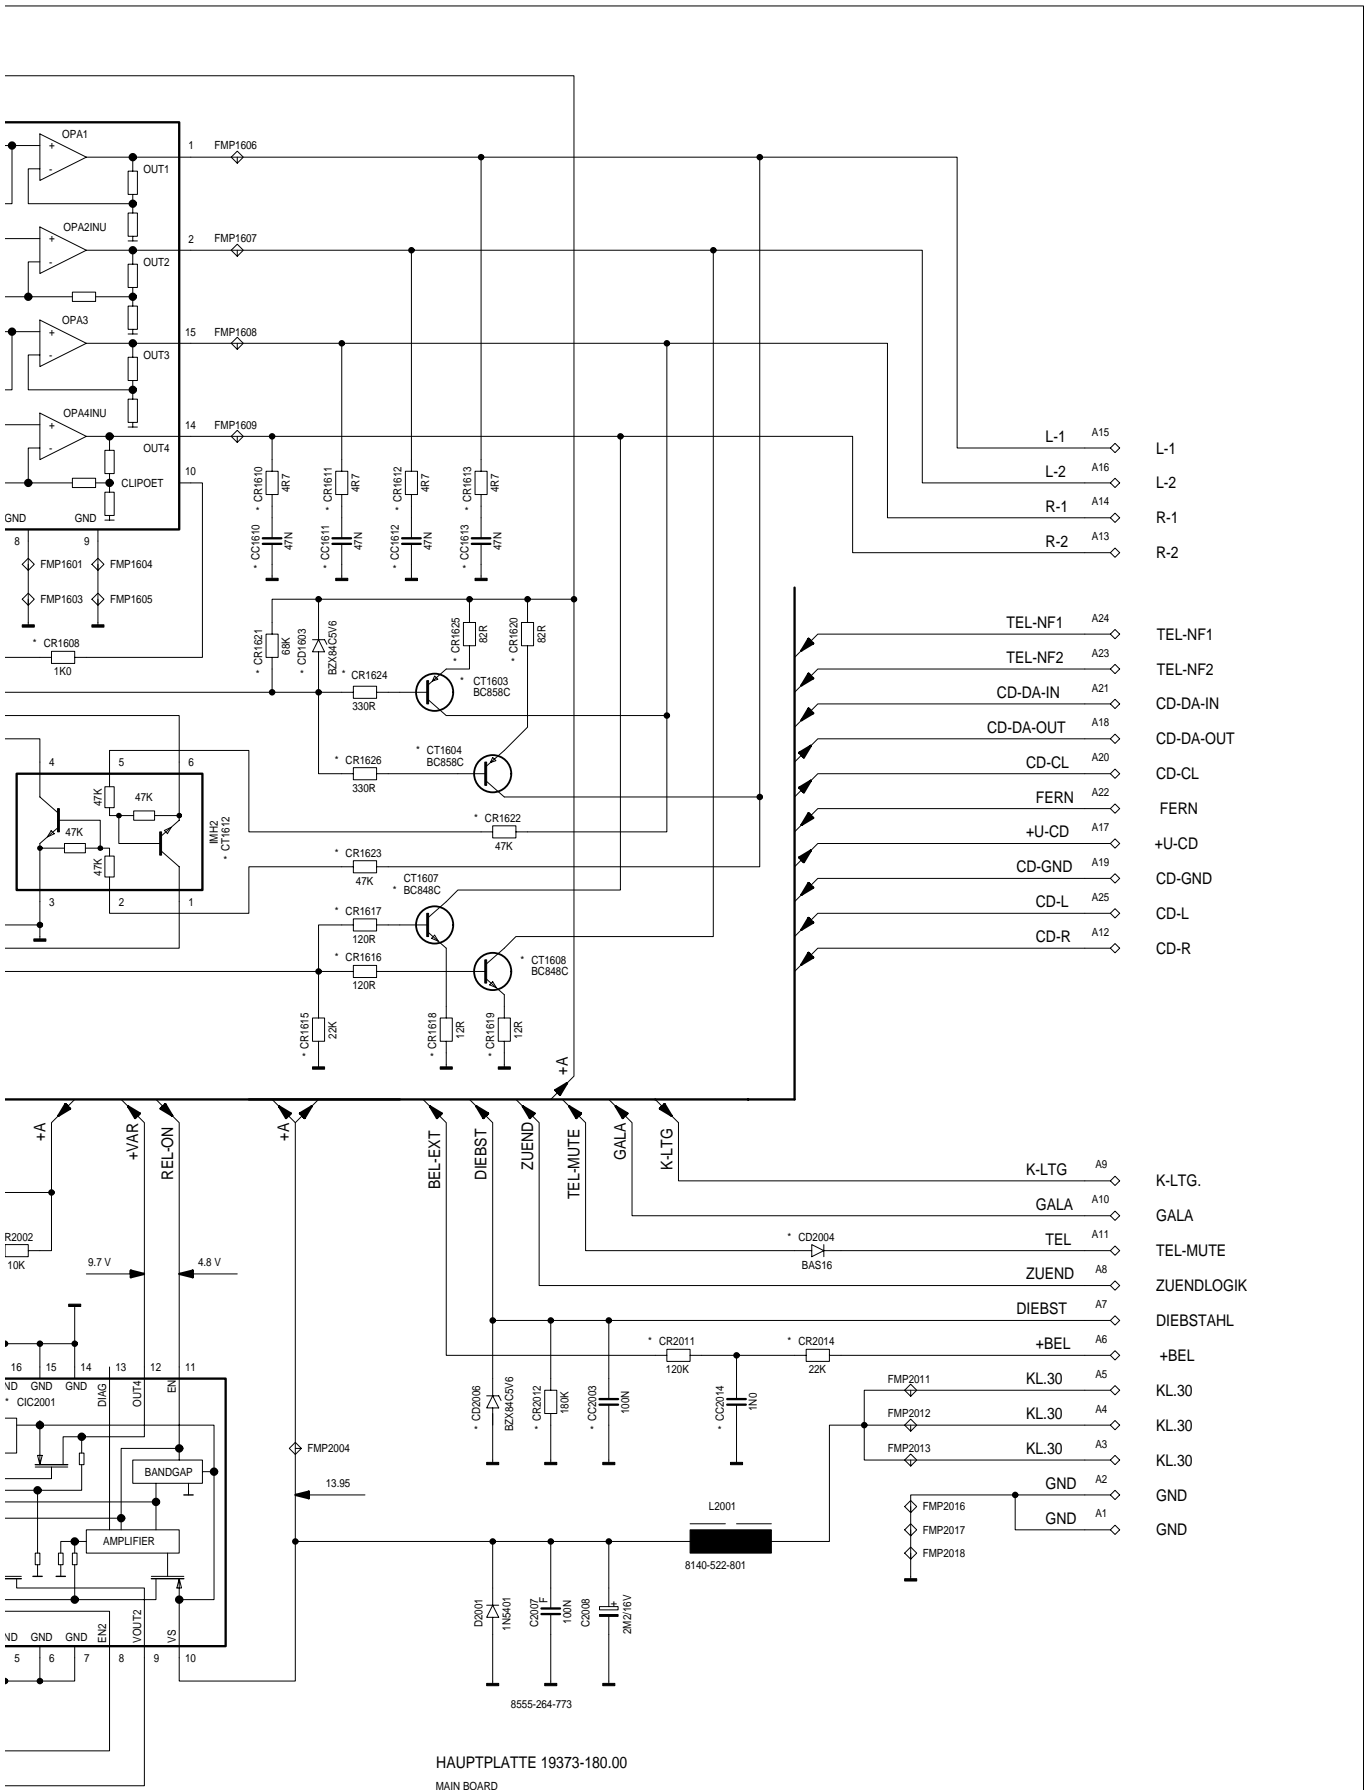 OPA1
OUT1
1
FMP1606
OPA2INU
OUT2
2
FMP1607
OPA3
OUT3
15
FMP1608
OPA4INU
OUT4
14
FMP1609
CLIPOET
10
GND
GND
8
9
FMP1601
FMP1604
FMP1603
FMP1605
* CR1608
1K0
* CR1610
4R7
* CR1611
4R7
* CR1612
4R7
* CR1613
4R7
* CC1610
47N
* CC1611
47N
* CC1612
47N
* CC1613
47N
L-1
A15
L-1
L-2
A16
L-2
R-1
A14
R-1
R-2
A13
R-2
* CR1621
68K
* CD1603
BZX84C5V6
* CR1625
82R
* CR1620
82R
* CR1624
330R
* CT1603
BC858C
* CR1626
330R
* CT1604
BC858C
TEL-NF1
A24
TEL-NF1
TEL-NF2
A23
TEL-NF2
CD-DA-IN
A21
CD-DA-IN
CD-DA-OUT
A18
CD-DA-OUT
CD-CL
A20
CD-CL
FERN
A22
FERN
+U-CD
A17
+U-CD
CD-GND
A19
CD-GND
CD-L
A25
CD-L
CD-R
A12
CD-R
4
5
6
47K
47K
47K
47K
IMH2
* CT1612
3
2
1
* CR1622
47K
* CR1623
47K
CT1607
* BC848C
* CR1617
120R
* CR1616
120R
* CT1608
BC848C
* CR1615
22K
* CR1618
12R
* CR1619
12R
+A
+A
+VAR
REL-ON
+A
BEL-EXT
DIEBST
ZUEND
TEL-MUTE
GALA
K-LTG
K-LTG
A9
K-LTG.
GALA
A10
GALA
* CD2004
BAS16
TEL
A11
TEL-MUTE
ZUEND
A8
ZUENDLOGIK
DIEBST
A7
DIEBSTAHL
* CR2011
120K
* CR2014
22K
+BEL
A6
+BEL
R2002
10K
9.7 V
4.8 V
16
15
14
13
12
11
ND
GND
GND
DIAG
OUT4
EN
* CIC2001
BANDGAP
AMPLIFIER
ND
GND
GND
EN2
VOUT2
VS
5
6
7
8
9
10
* CD2006
BZX84C5V6
* CR2012
180K
* CC2003
100N
* CC2014
1N0
FMP2011
KL.30
A5
KL.30
FMP2012
KL.30
A4
KL.30
FMP2013
KL.30
A3
KL.30
GND
A2
GND
GND
A1
GND
FMP2016
FMP2017
FMP2018
FMP2004
13.95
L2001
8140-522-801
D2001
1N5401
C2007
F
100N
C2008
+
2M2/16V
8555-264-773
HAUPTPLATTE 19373-180.00
MAIN BOARD